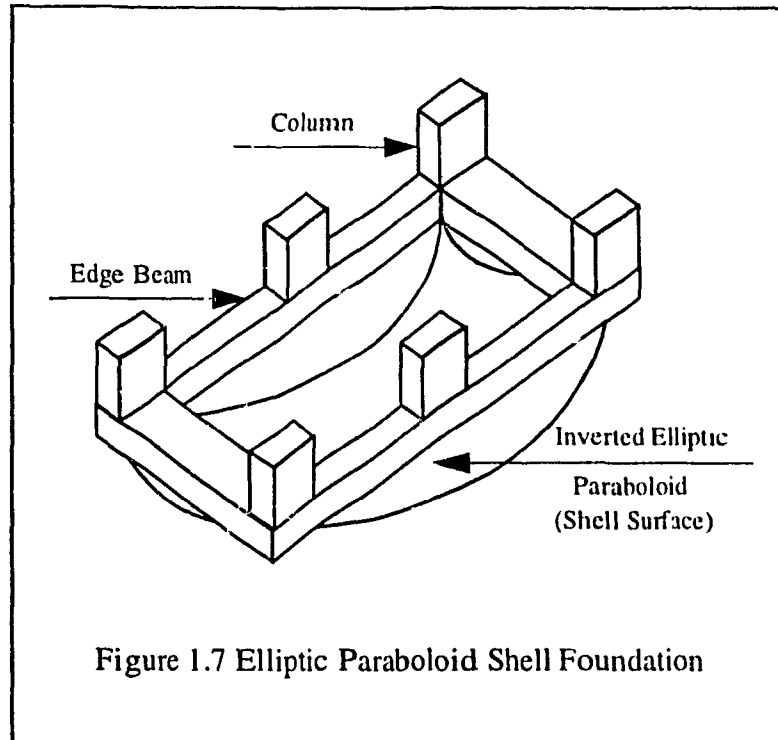 Column
Edge Beam
Inverted Elliptic
Paraboloid
(Shell Surface)
Figure 1.7 Elliptic Paraboloid Shell Foundation